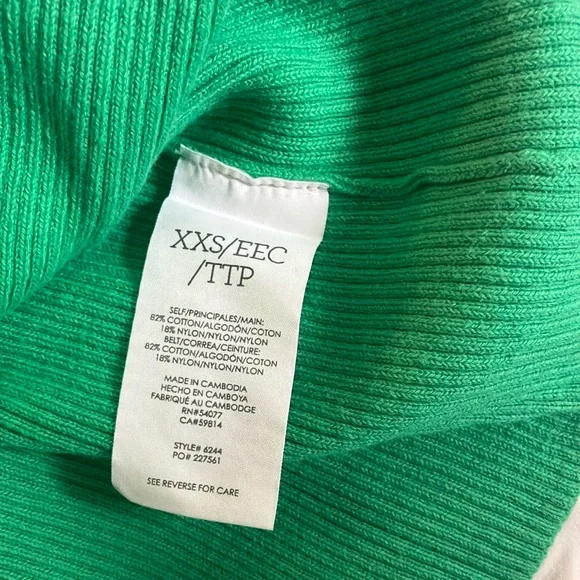 XXS/EEC
/TTP
SELF/PRINCIPALES/MAIN:
82% COTTON/ALGODÓN/COTON
18% NYLON/NYLON/NYLON
BELT/CORREA/CEINTURE:
82% COTTON/ALGODÓN/COTON
18% NYLON/NYLON/NYLON
MADE IN CAMBODIA
HECHO EN CAMBOYA
FABRIQUÉ AU CAMBODGE
RN#54077
CA#59814
STYLE# 6244
PO# 227561
SEE REVERSE FOR CARE